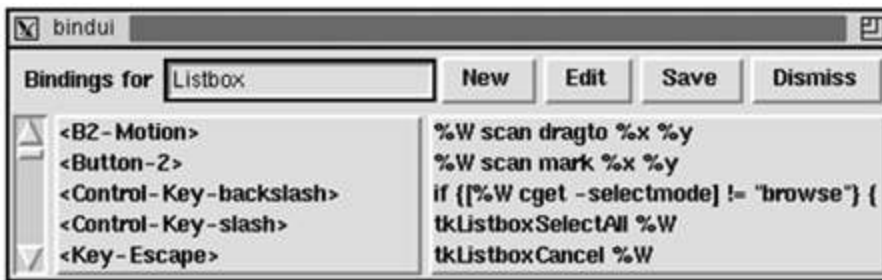 bindui
Bindings for Listbox New Edit Save Dismiss
<B2-Motion> %W scan dragto %x %y
<Button-2> %W scan mark %x %y
<Control-Key-backslash> if {[%W cget -selectmode] != "browse"} {
<Control-Key-slash> tkListboxSelectAll %W
<Key-Escape> tkListboxCancel %W